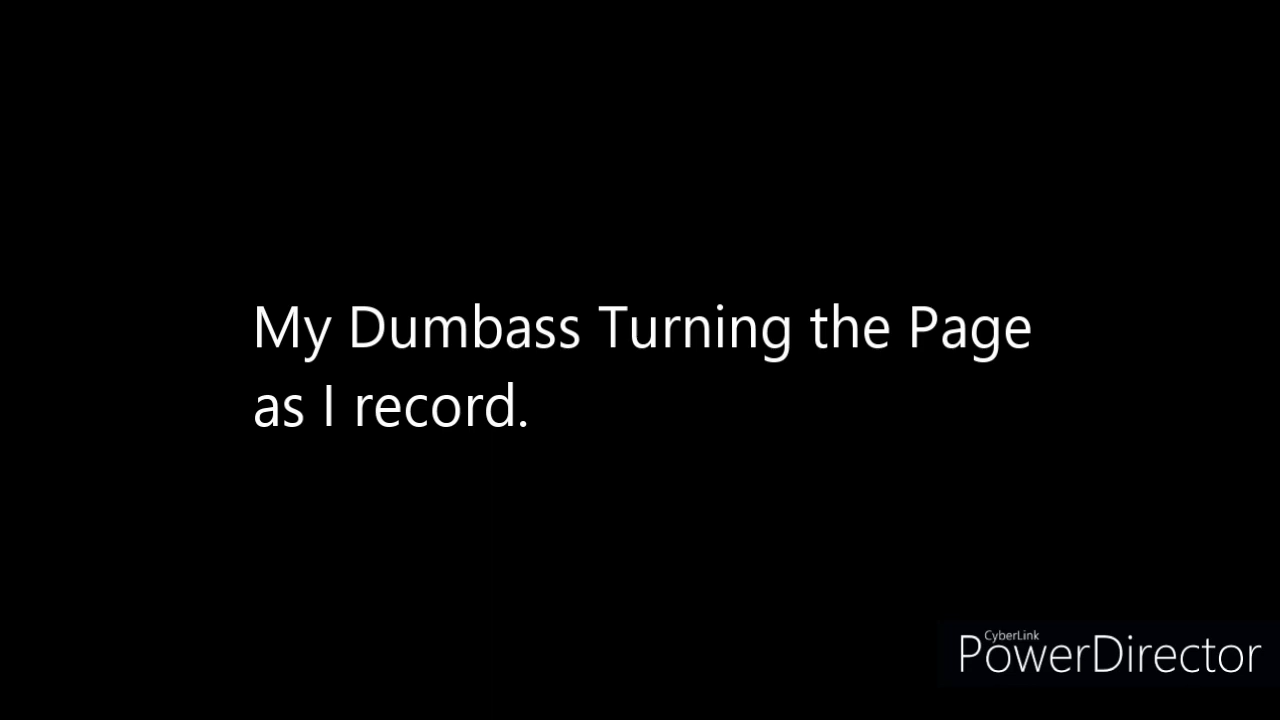 My Dumbass Turning the Page
as I record.
CyberLink
PowerDirector